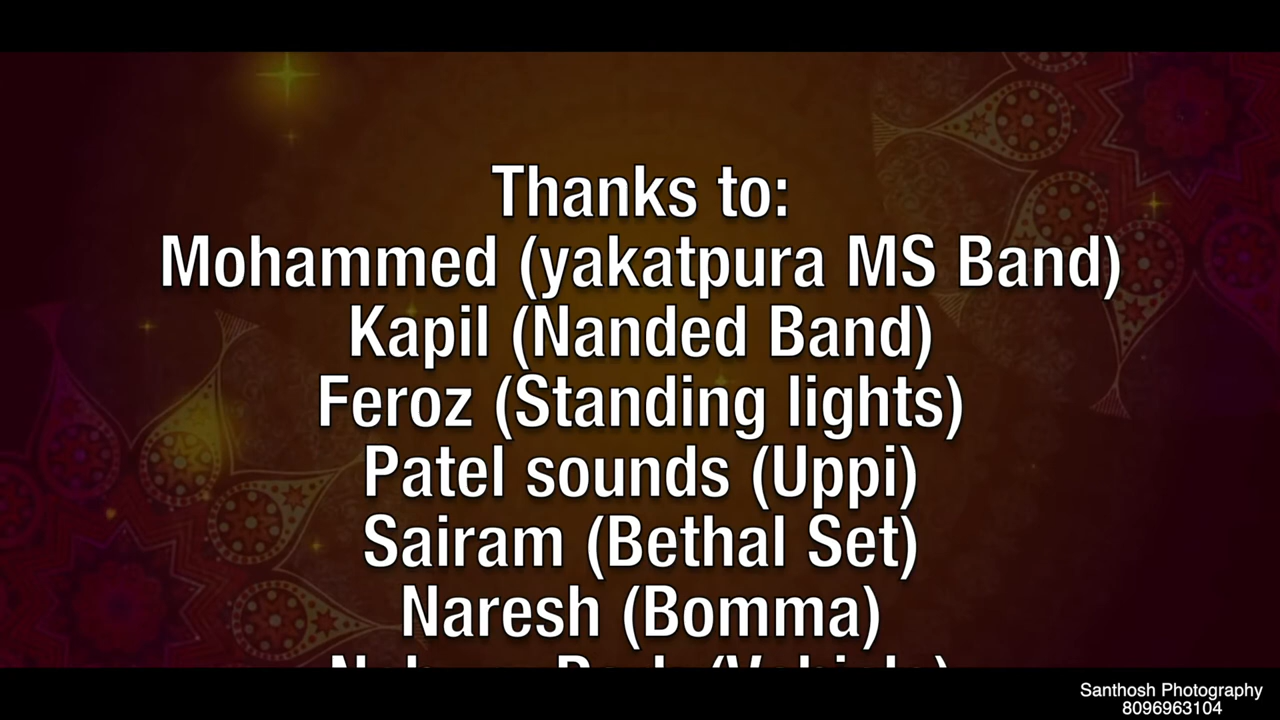 Thanks to:
Mohammed (yakatpura MS Band)
Kapil (Nanded Band)
Feroz (Standing lights)
Patel sounds (Uppi)
Sairam (Bethal Set)
Naresh (Bomma)
(Vehicle)
Santhosh Photography
8096963104